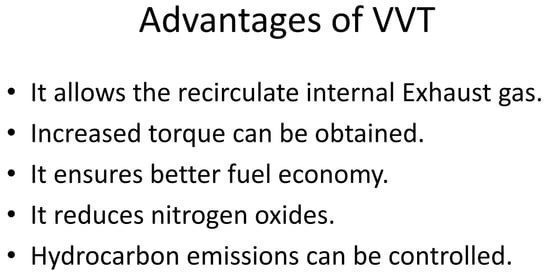 Advantages of VVT
• It allows the recirculate internal Exhaust gas.
• Increased torque can be obtained.
• It ensures better fuel economy.
• It reduces nitrogen oxides.
• Hydrocarbon emissions can be controlled.